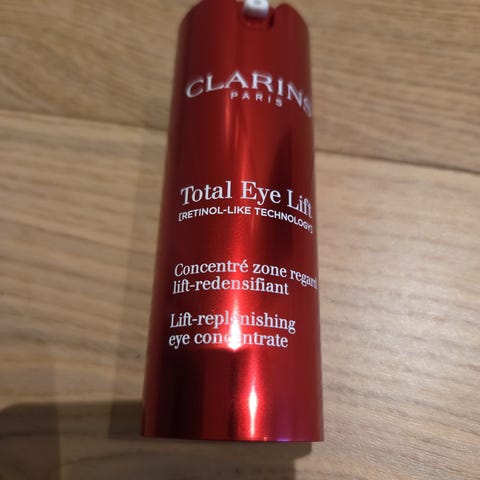 CLARINS
PARIS
Total Eye Lift
[RETINOL-LIKE TECHNOLOGY]
Concentré zone regard
lift-redensifiant
Lift-replenishing
eye concentrate